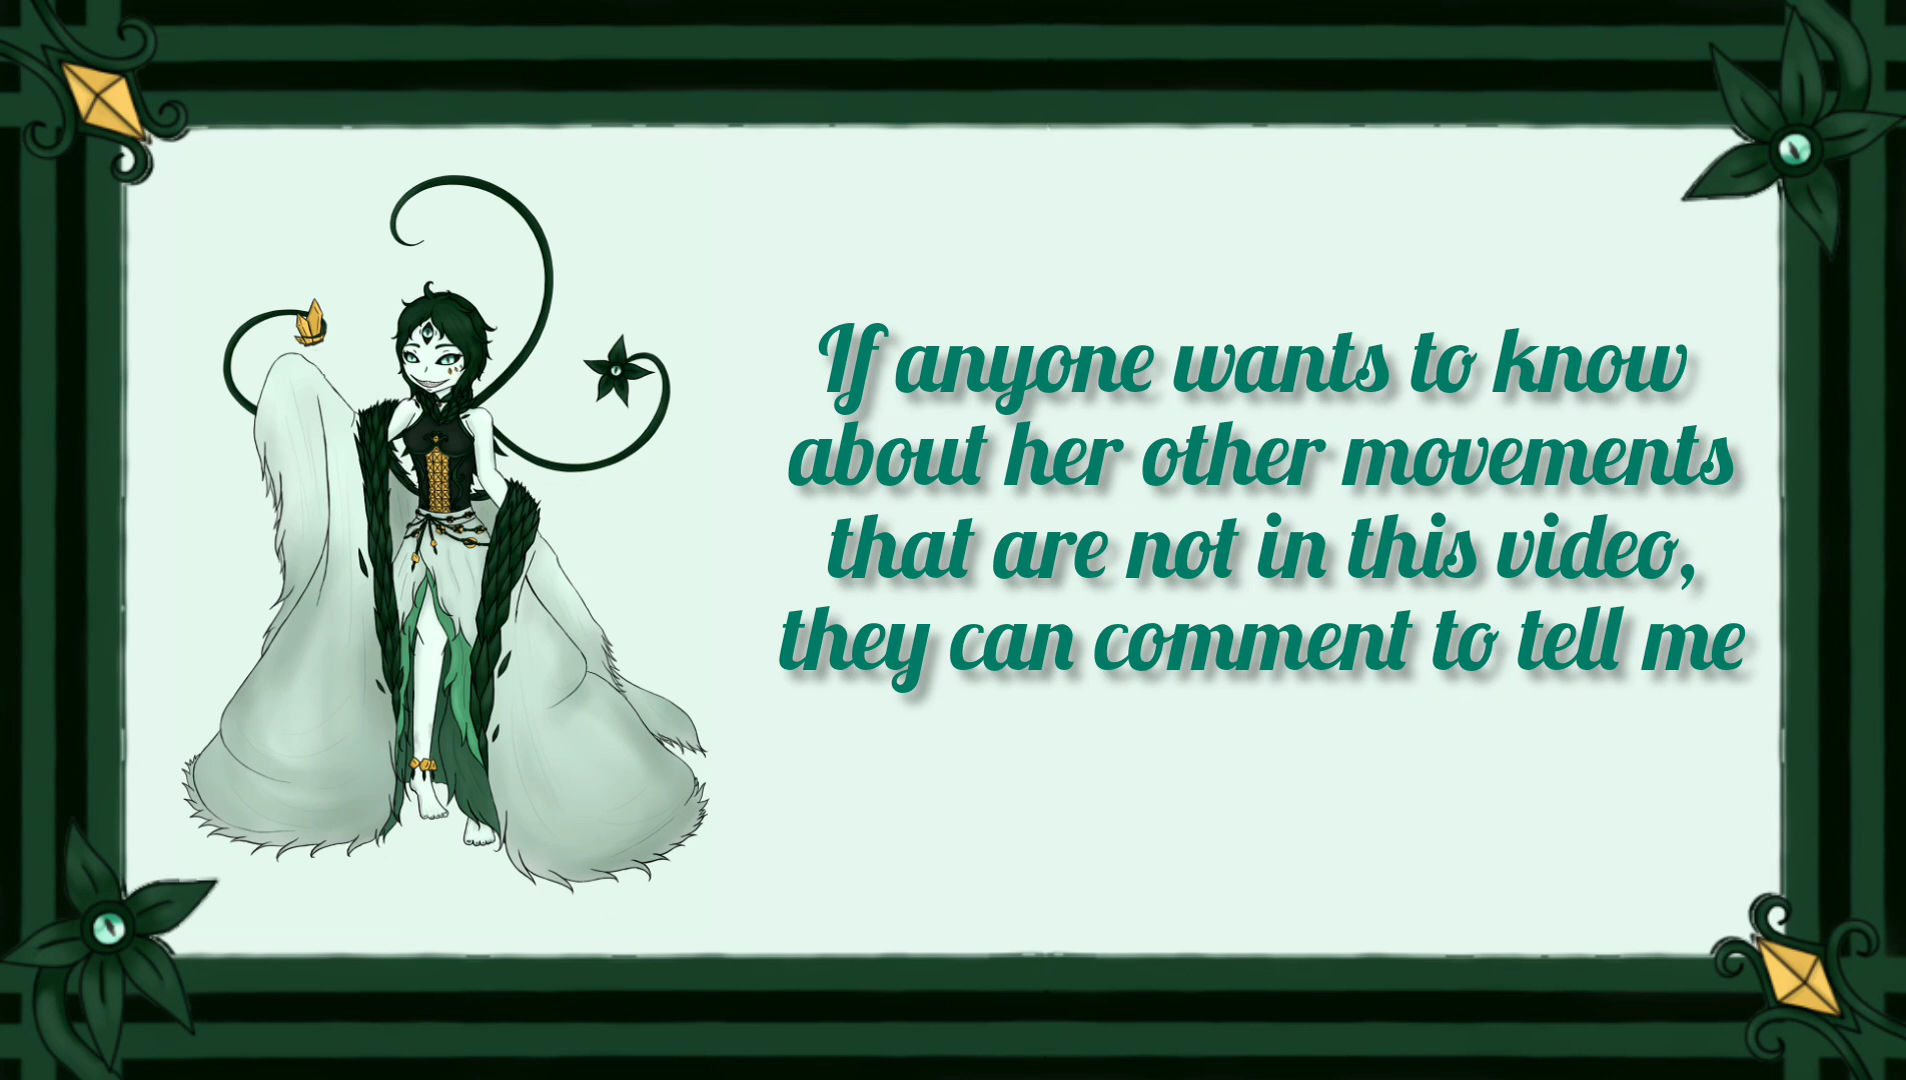 If anyone wants to know
about her other movements
that are not in this video,
they can comment to tell me